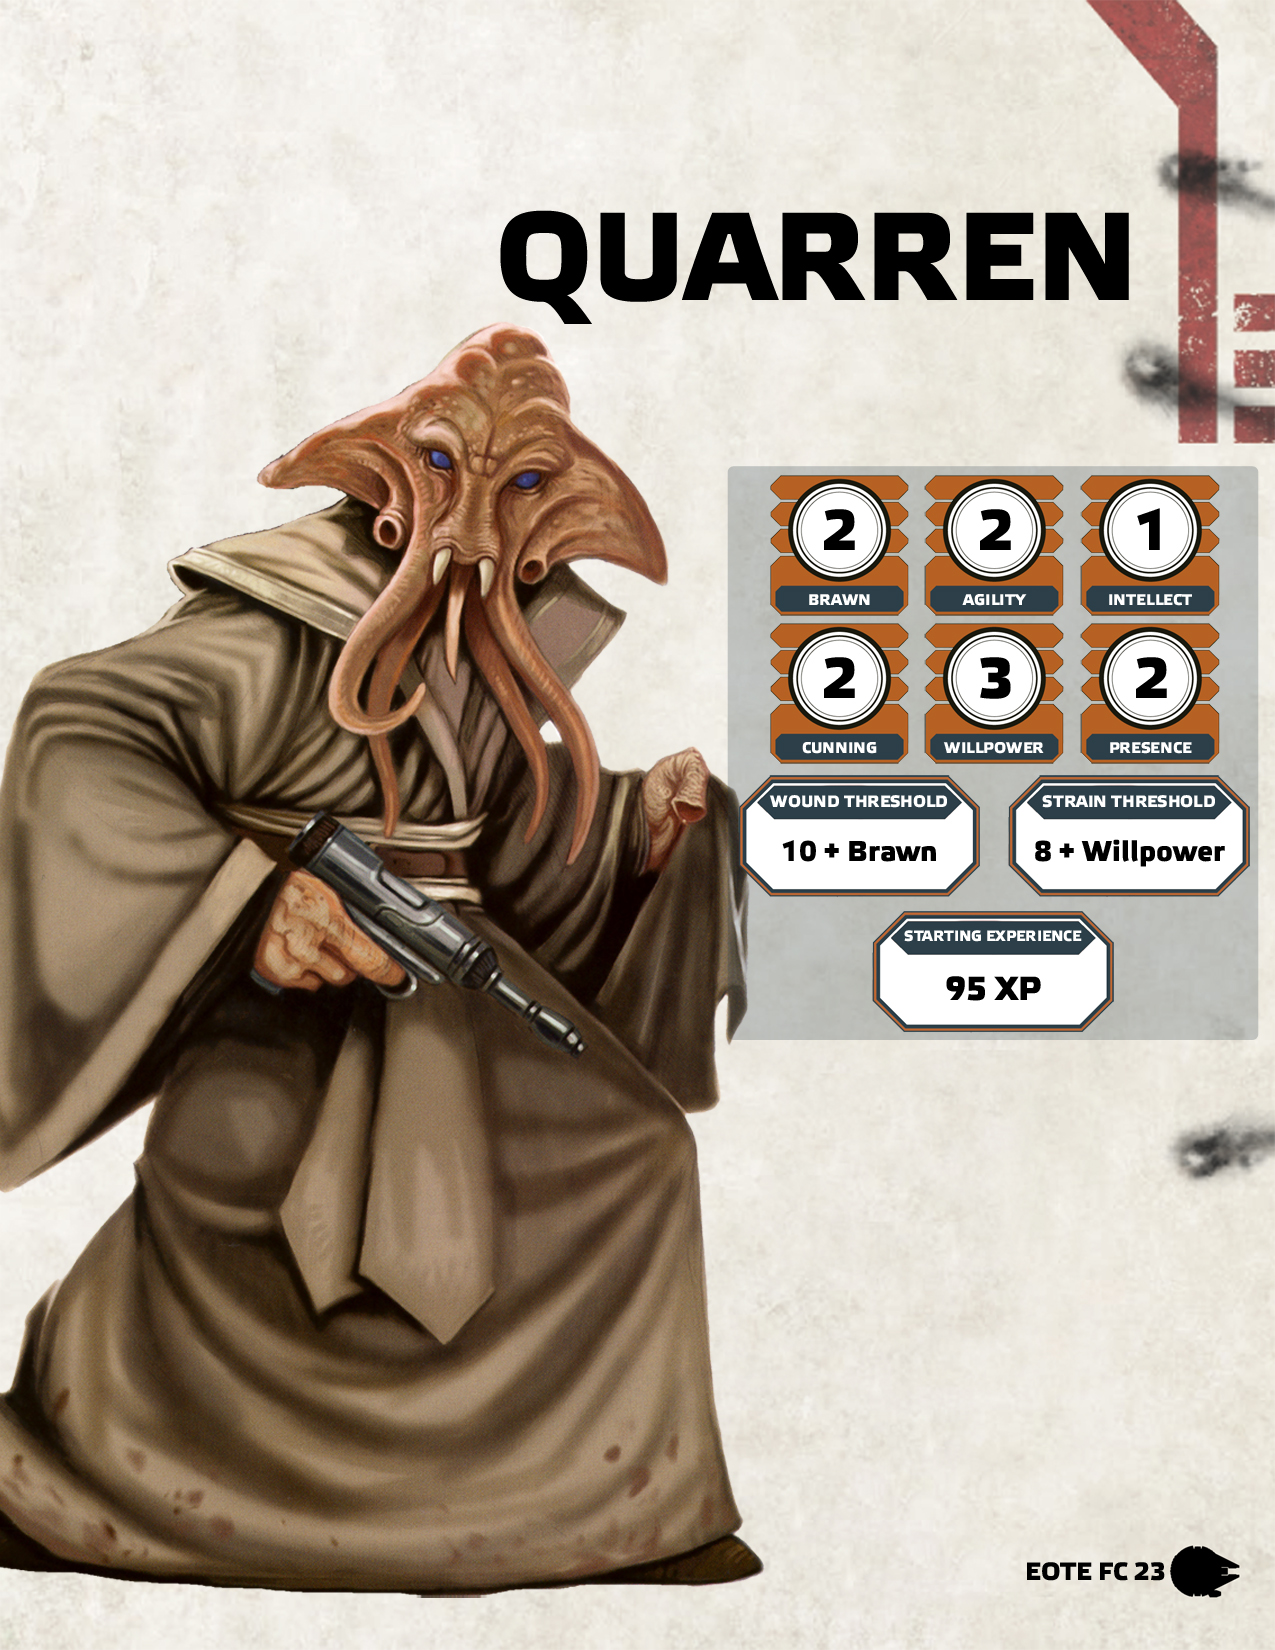 QUARREN
2 2 1
BRAWN AGILITY INTELLECT
2 3 2
CUNNING WILLPOWER PRESENCE
WOUND THRESHOLD STRAIN THRESHOLD
10 + Brawn 8 + Willpower
STARTING EXPERIENCE
95 XP
EOTE FC 23